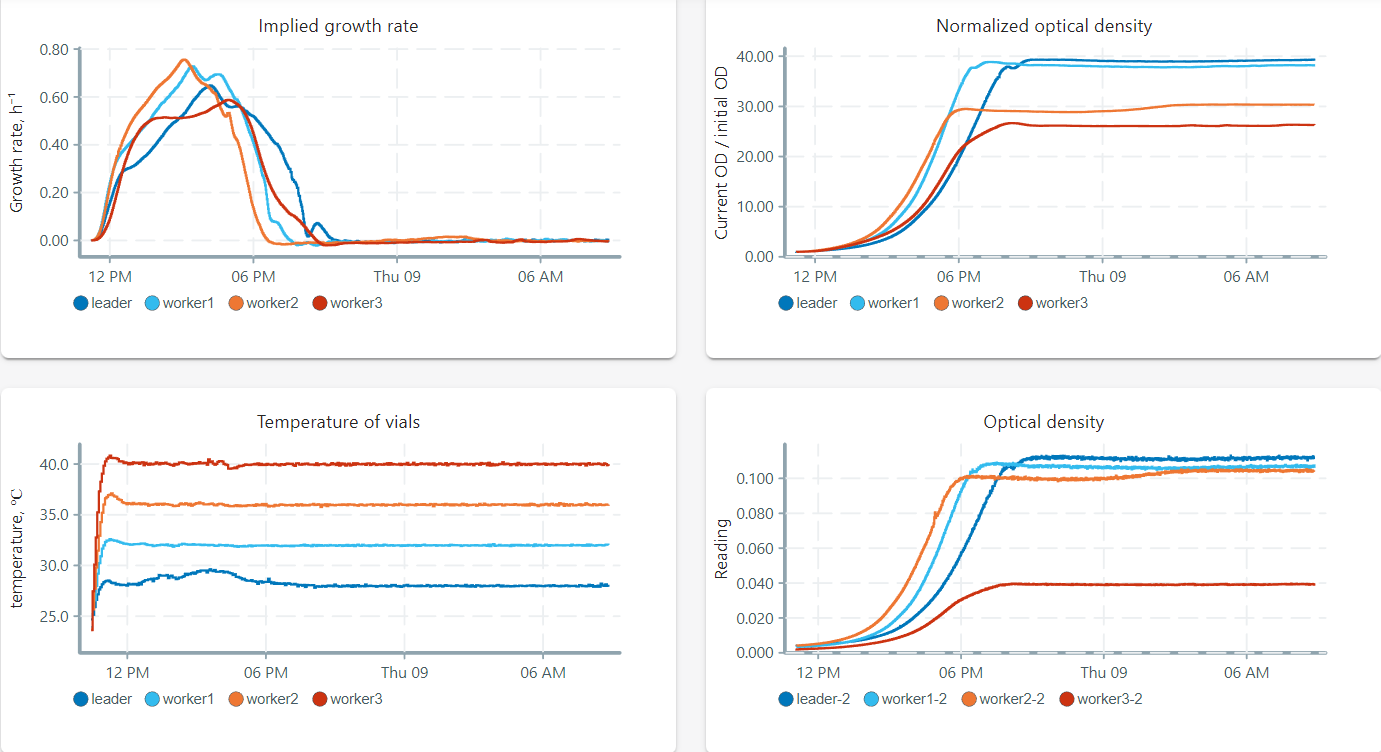 Implied growth rate
Growth rate, h⁻¹
0.80
0.60
0.40
0.20
0.00
12 PM 06 PM Thu 09 06 AM
leader worker1 worker2 worker3
Normalized optical density
Current OD / initial OD
40.00
30.00
20.00
10.00
0.00
12 PM 06 PM Thu 09 06 AM
leader worker1 worker2 worker3
Temperature of vials
temperature, °C
40.0
35.0
30.0
25.0
12 PM 06 PM Thu 09 06 AM
leader worker1 worker2 worker3
Optical density
Reading
0.100
0.080
0.060
0.040
0.020
0.000
12 PM 06 PM Thu 09 06 AM
leader-2 worker1-2 worker2-2 worker3-2